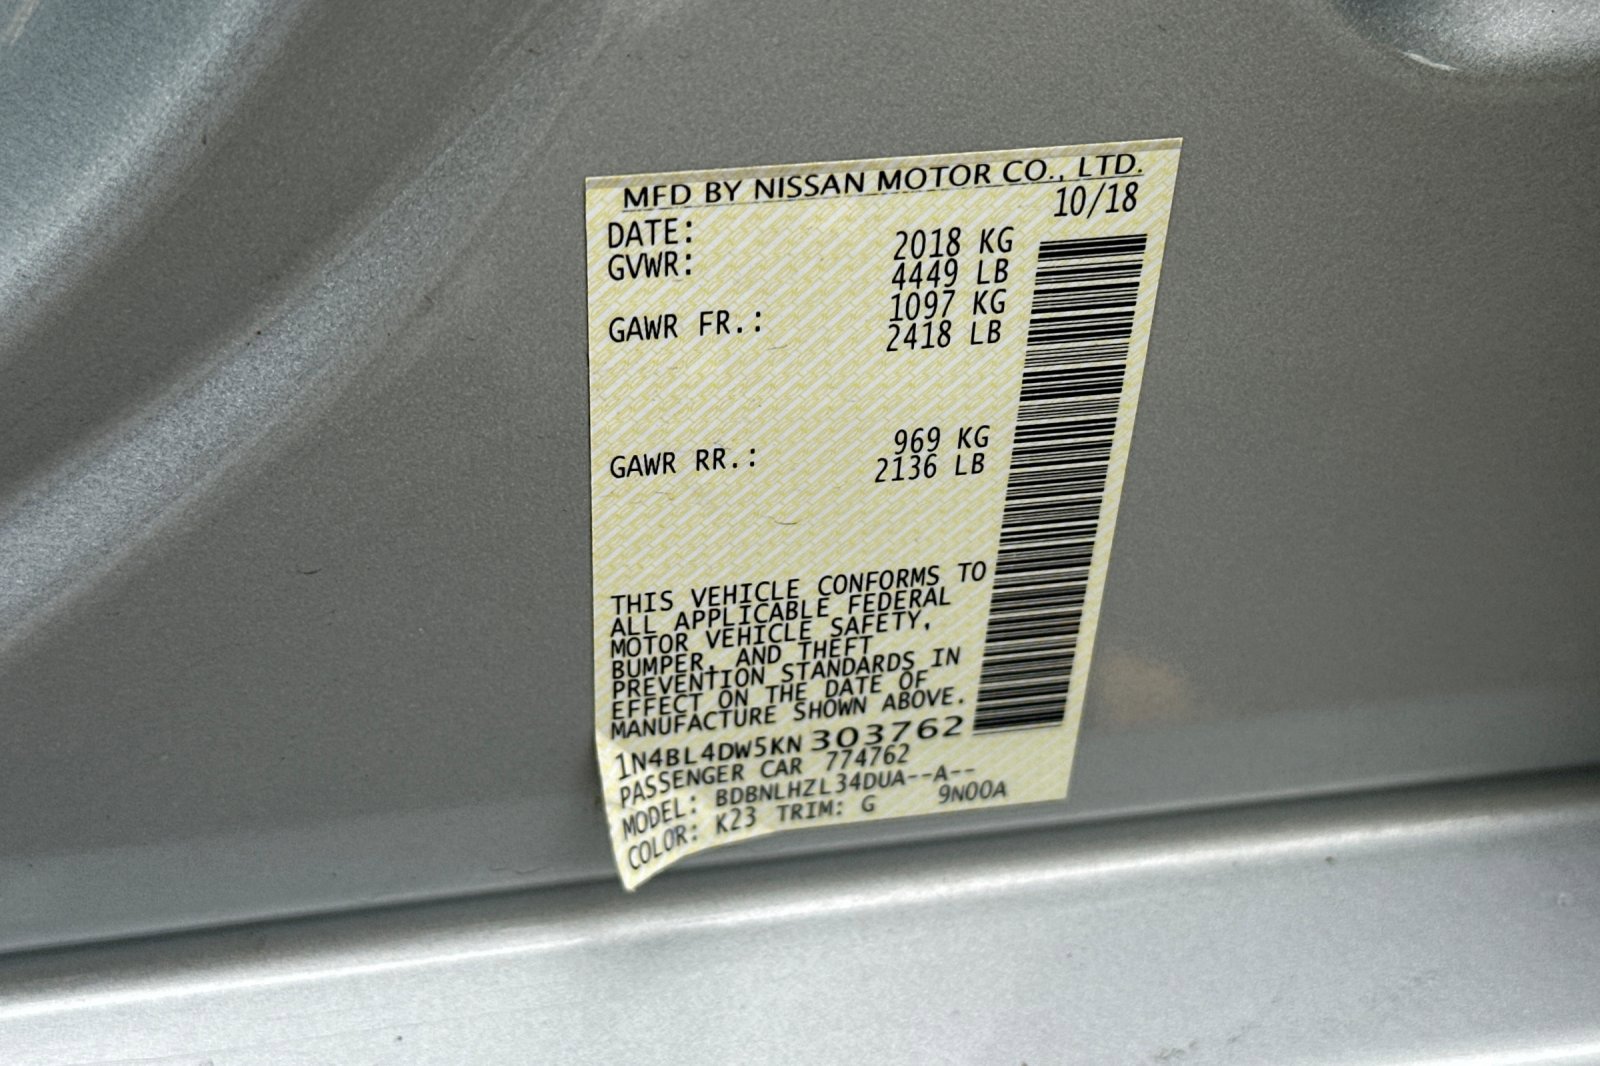 MFD BY NISSAN MOTOR CO., LTD.
DATE: 10/18
GVWR: 2018 KG
4449 LB
GAWR FR.: 1097 KG
2418 LB
GAWR RR.: 969 KG
2136 LB
THIS VEHICLE CONFORMS TO
ALL APPLICABLE FEDERAL
MOTOR VEHICLE SAFETY,
BUMPER, AND THEFT
PREVENTION STANDARDS IN
EFFECT ON THE DATE OF
MANUFACTURE SHOWN ABOVE.
1N4BL4DW5KN303762
PASSENGER CAR 774762
MODEL: BDBNLHZL34DUA--A--
COLOR: K23 TRIM: G 9N00A